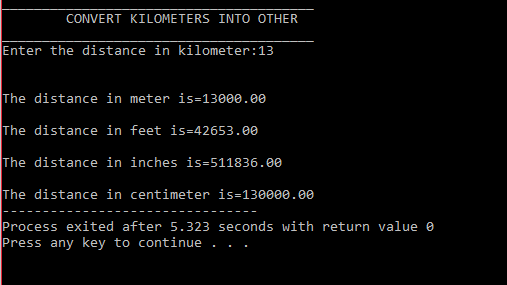 CONVERT KILOMETERS INTO OTHER
Enter the distance in kilometer:13
The distance in meter is=13000.00
The distance in feet is=42653.00
The distance in inches is=511836.00
The distance in centimeter is=130000.00
--------------------------------
Process exited after 5.323 seconds with return value 0
Press any key to continue . . .